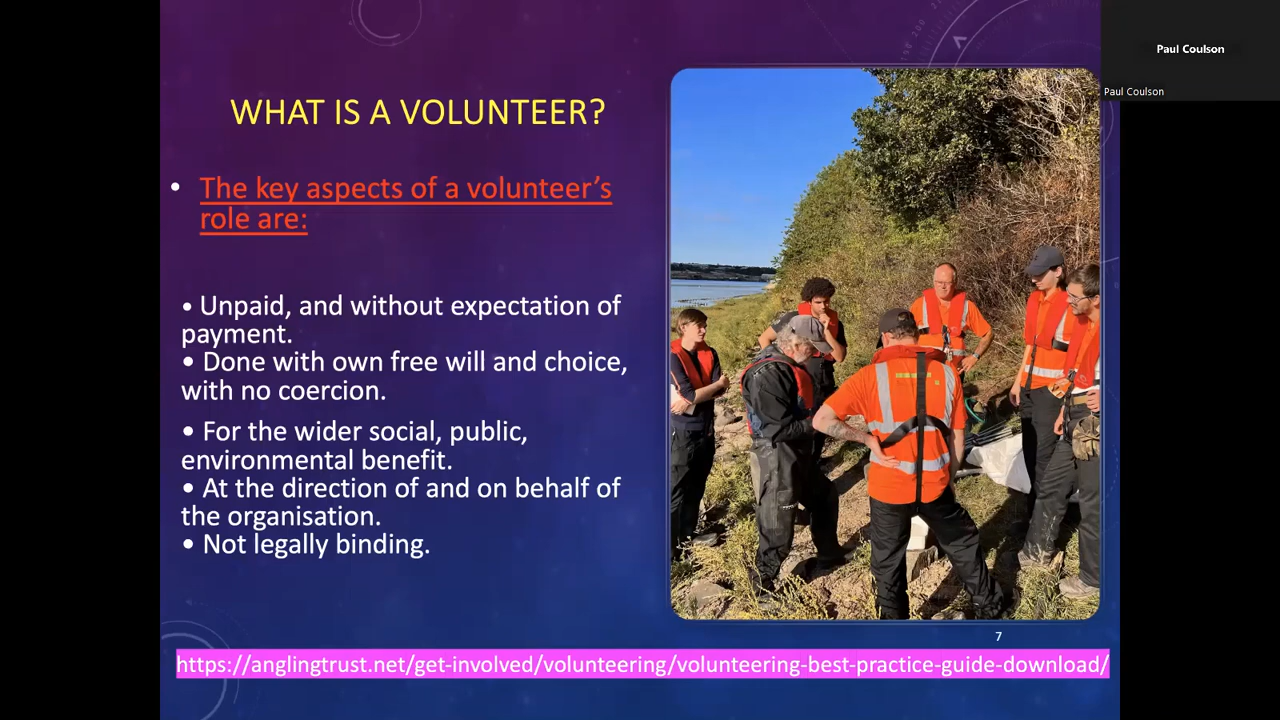 WHAT IS A VOLUNTEER?
• The key aspects of a volunteer’s
role are:
• Unpaid, and without expectation of
payment.
• Done with own free will and choice,
with no coercion.
• For the wider social, public,
environmental benefit.
• At the direction of and on behalf of
the organisation.
• Not legally binding.
7
https://anglingtrust.net/get-involved/volunteering/volunteering-best-practice-guide-download/
Paul Coulson
Paul Coulson